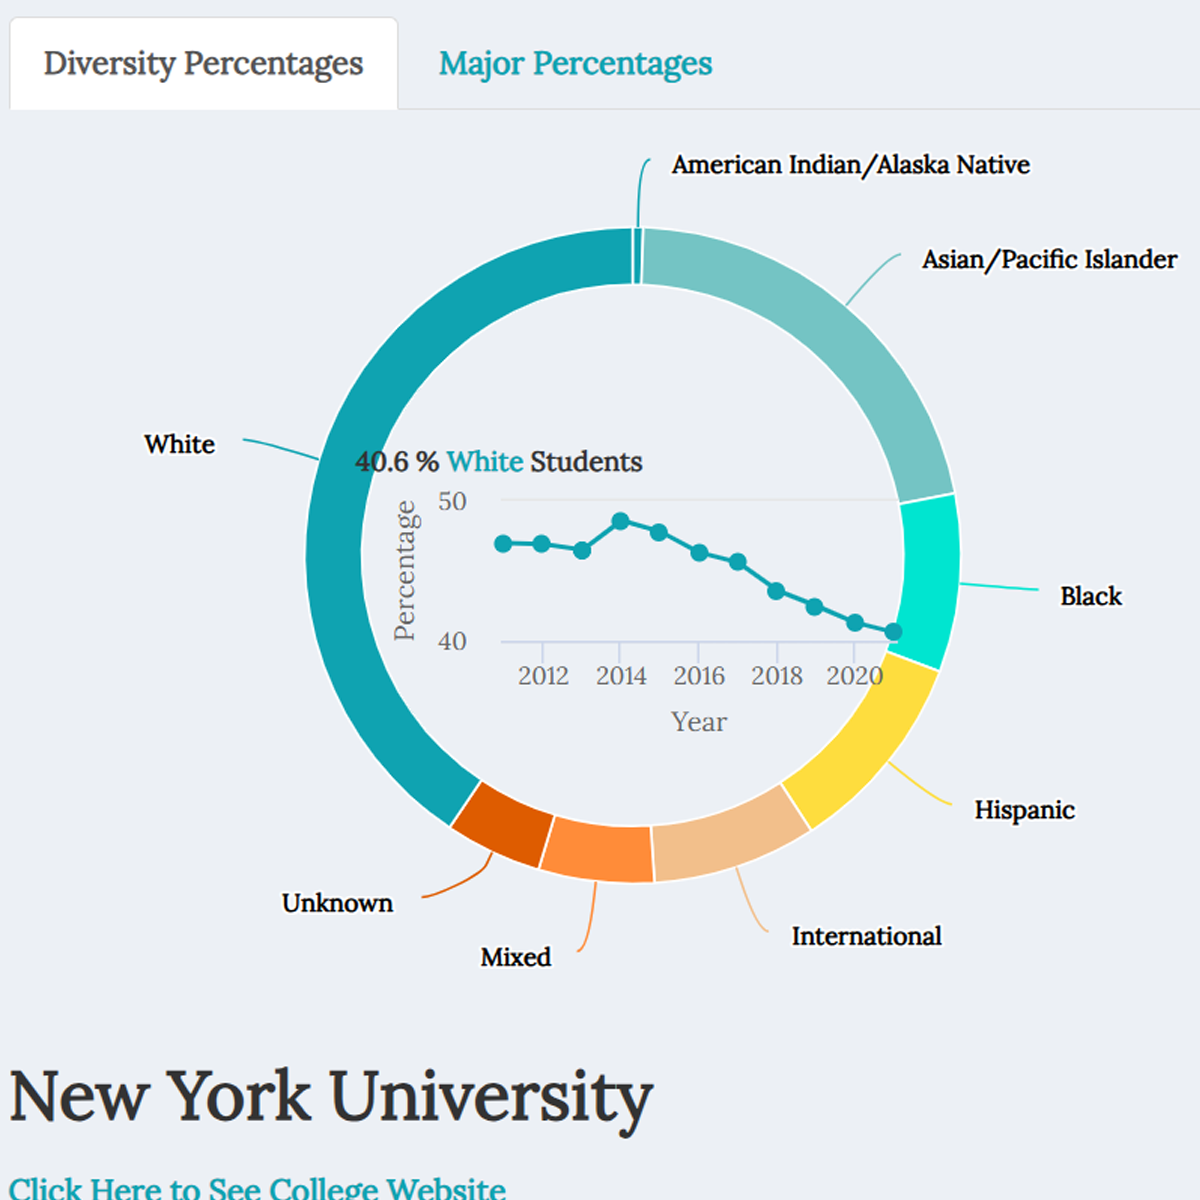 Diversity Percentages
Major Percentages
American Indian/Alaska Native
Asian/Pacific Islander
White
40.6 % White Students
50
Percentage
40
2012 2014 2016 2018 2020
Year
Black
Hispanic
International
Mixed
Unknown
New York University
Click Here to See College Website